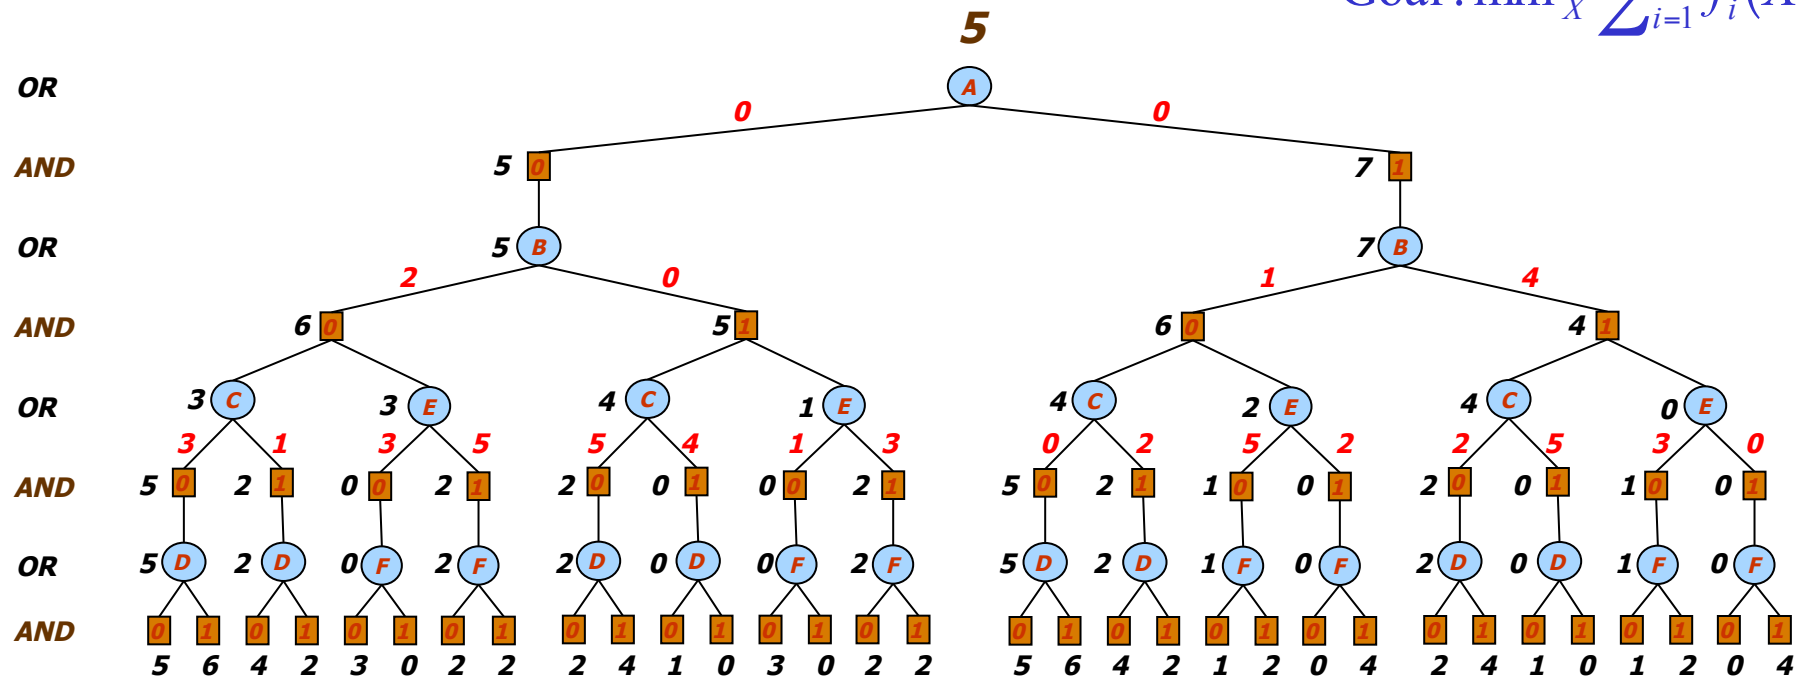 Goal: min X ∑ i=1 f i (X
5
OR A
0 0
AND 5 0 7 1
OR 5 B 7 B
2 0 1 4
AND 6 0 5 1 6 0 4 1
OR 3 C 3 E 4 C 1 E 4 C 2 E 4 C 0 E
3 1 3 5 5 4 1 3 0 2 5 2 2 5 3 0
AND 5 0 2 1 0 0 2 1 2 0 0 1 0 0 2 1 5 0 2 1 1 0 0 1 2 0 0 1 1 0 0 1
OR 5 D 2 D 0 F 2 F 2 D 0 D 0 F 2 F 5 D 2 D 1 F 0 F 2 D 0 D 1 F 0 F
AND 0 1 0 1 0 1 0 1 0 1 0 1 0 1 0 1 0 1 0 1 0 1 0 1 0 1 0 1 0 1 0 1
5 6 4 2 3 0 2 2 2 4 1 0 3 0 2 2 5 6 4 2 1 2 0 4 2 4 1 0 1 2 0 4